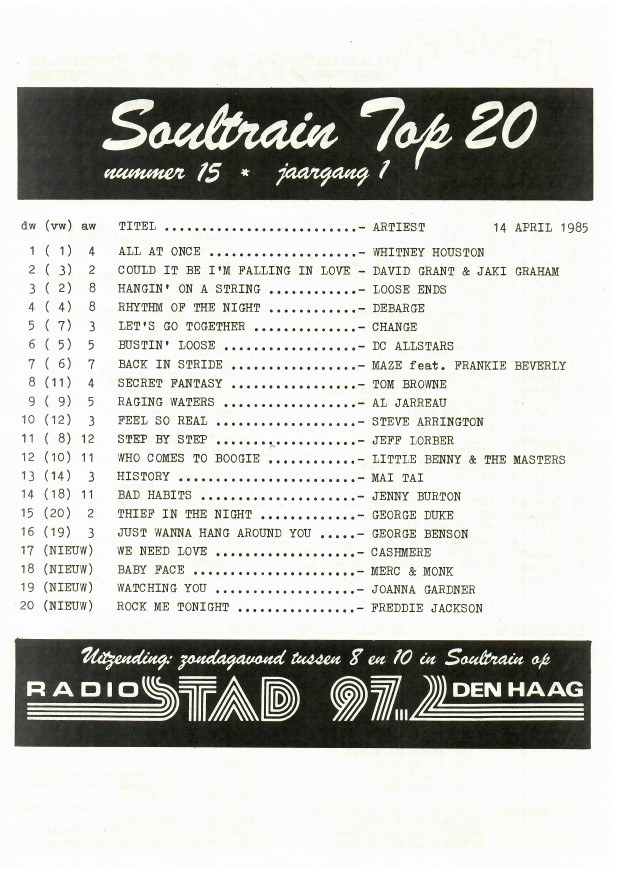 Soultrain Top 20
nummer 15 * jaargang 1
dw (vw) aw TITEL ..........................- ARTIEST 14 APRIL 1985
1 ( 1) 4 ALL AT ONCE ....................- WHITNEY HOUSTON
2 ( 3) 2 COULD IT BE I'M FALLING IN LOVE - DAVID GRANT & JAKI GRAHAM
3 ( 2) 8 HANGIN' ON A STRING ............- LOOSE ENDS
4 ( 4) 8 RHYTHM OF THE NIGHT ............- DEBARGE
5 ( 7) 3 LET'S GO TOGETHER ..............- CHANGE
6 ( 5) 5 BUSTIN' LOOSE ..................- DC ALLSTARS
7 ( 6) 7 BACK IN STRIDE .................- MAZE feat. FRANKIE BEVERLY
8 (11) 4 SECRET FANTASY .................- TOM BROWNE
9 ( 9) 5 RAGING WATERS ..................- AL JARREAU
10 (12) 3 FEEL SO REAL ...................- STEVE ARRINGTON
11 ( 8) 12 STEP BY STEP ...................- JEFF LORBER
12 (10) 11 WHO COMES TO BOOGIE ............- LITTLE BENNY & THE MASTERS
13 (14) 3 HISTORY ........................- MAI TAI
14 (18) 11 BAD HABITS .....................- JENNY BURTON
15 (20) 2 THIEF IN THE NIGHT .............- GEORGE DUKE
16 (19) 3 JUST WANNA HANG AROUND YOU .....- GEORGE BENSON
17 (NIEUW) WE NEED LOVE ...................- CASHMERE
18 (NIEUW) BABY FACE ......................- MERC & MONK
19 (NIEUW) WATCHING YOU ...................- JOANNA GARDNER
20 (NIEUW) ROCK ME TONIGHT ................- FREDDIE JACKSON
Uitzending: zondagavond tussen 8 en 10 in Soultrain op
RADIO STAD 97.2 DEN HAAG